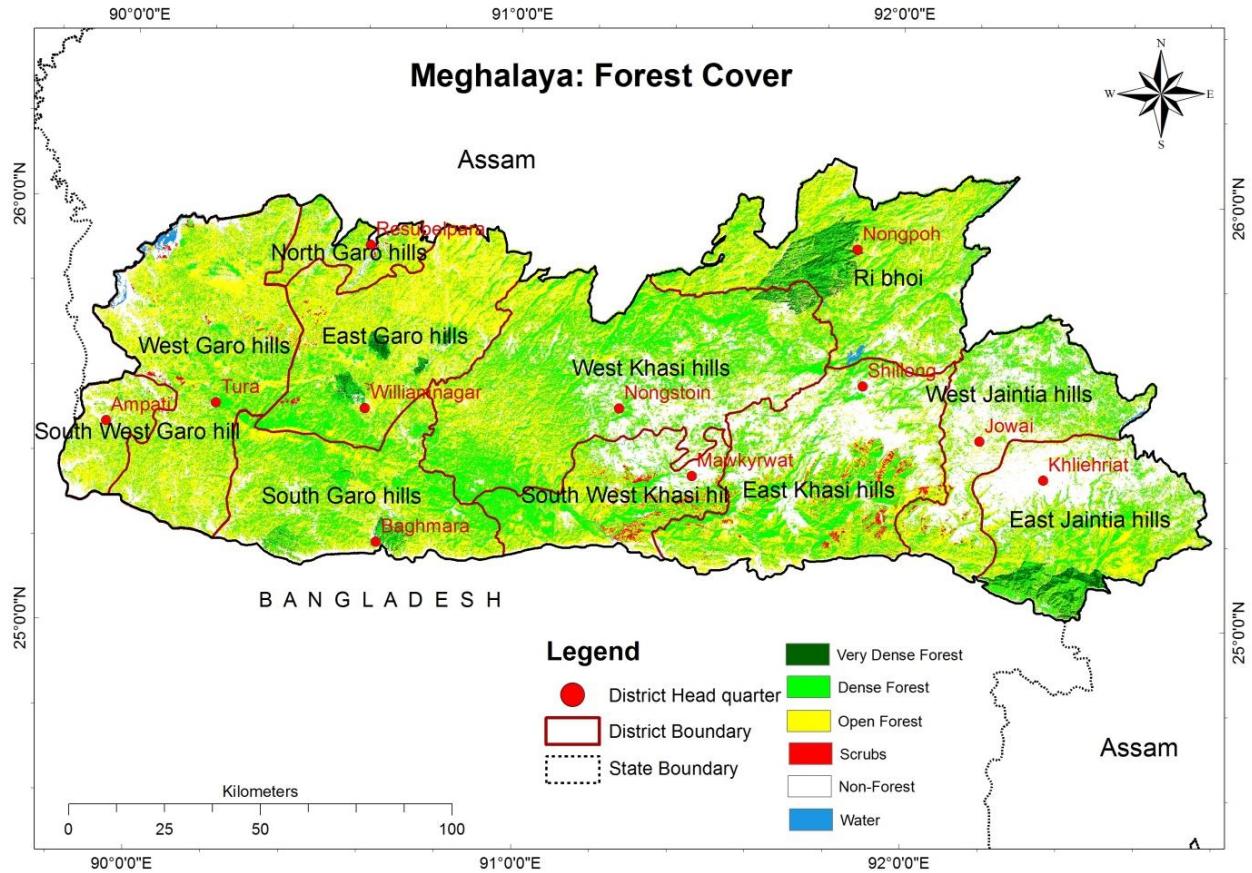 90°0'0"E 91°0'0"E 92°0'0"E
Meghalaya: Forest Cover
N
W E
S
Assam
26°0'0"N 26°0'0"N
Resubelpara
North Garo hills
Nongpoh
Ri bhoi
East Garo hills
West Garo hills
West Khasi hills
Shillong
Tura
Williamnagar
Nongstoin
West Jaintia hills
Ampati
South West Garo hill
Jowai
Mawkyrwat
Khliehriat
South Garo hills
South West Khasi hil
East Khasi hills
East Jaintia hills
Baghmara
BANGLADESH
25°0'0"N 25°0'0"N
Legend
District Head quarter
District Boundary
State Boundary
Very Dense Forest
Dense Forest
Open Forest
Scrubs
Non-Forest
Water
Assam
Kilometers
0 25 50 100
90°0'0"E 91°0'0"E 92°0'0"E